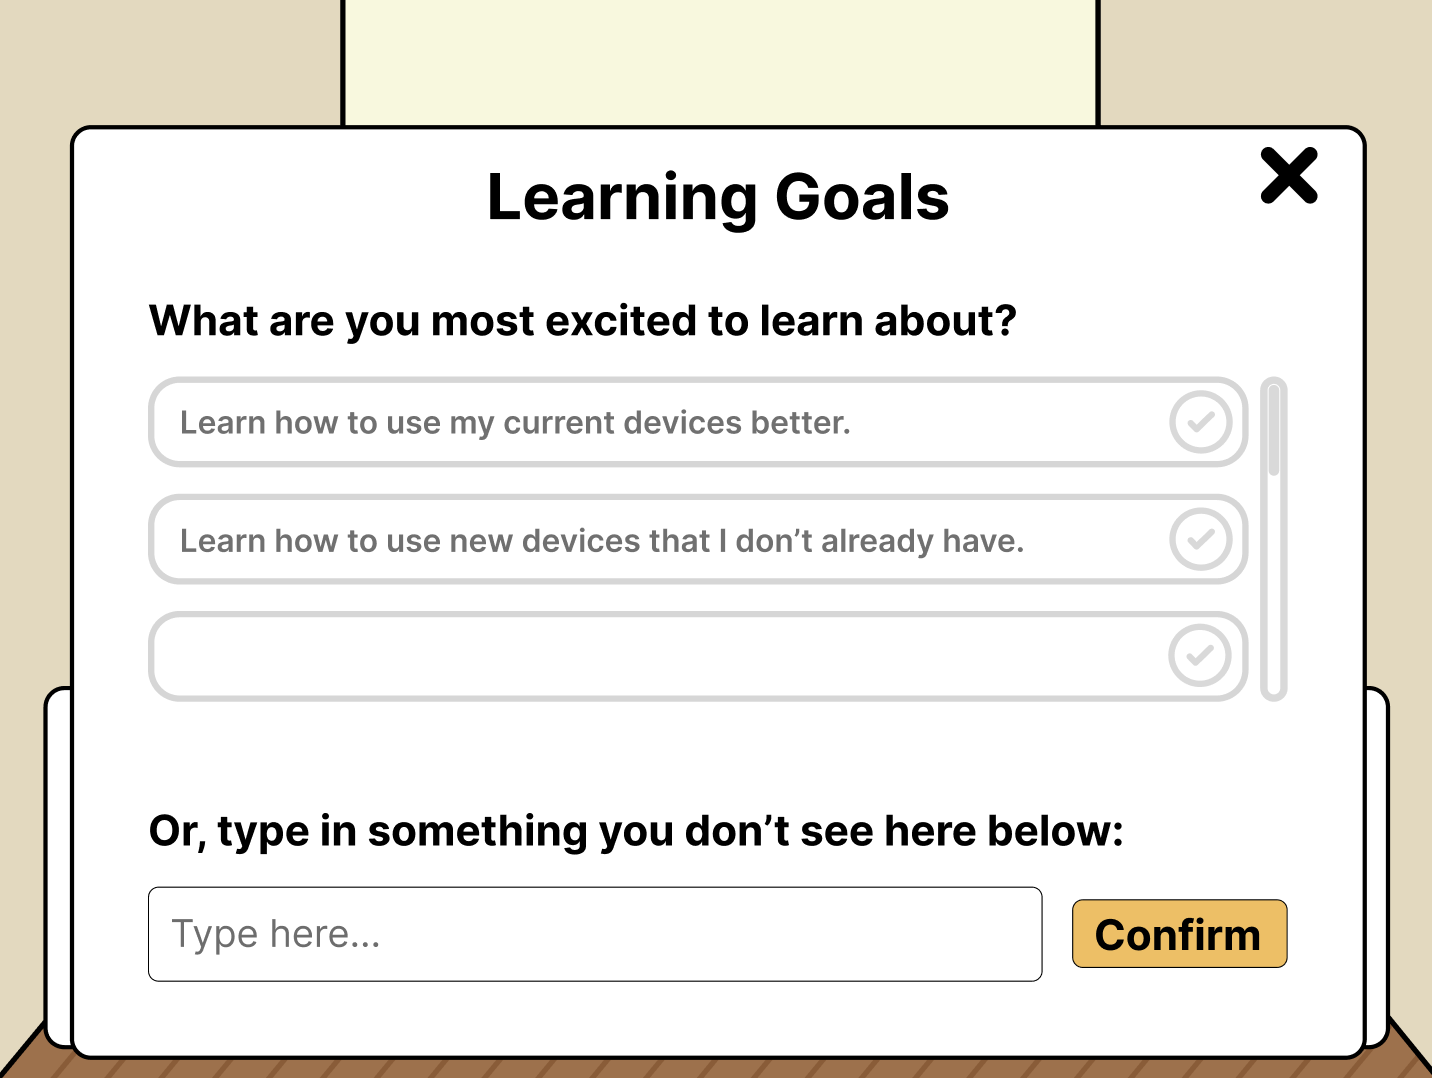 Learning Goals
What are you most excited to learn about?
Learn how to use my current devices better.
Learn how to use new devices that I don’t already have.
Or, type in something you don’t see here below:
Type here...
Confirm